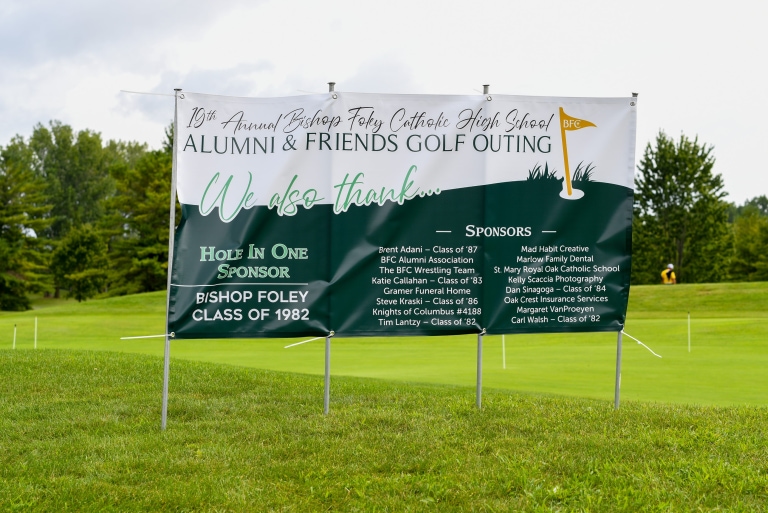 19th Annual Bishop Foley Catholic High School
ALUMNI & FRIENDS GOLF OUTING
BFC
We also thank...
HOLE IN ONE
SPONSOR
BISHOP FOLEY
CLASS OF 1982
— SPONSORS —
Brent Adani – Class of '87
BFC Alumni Association
The BFC Wrestling Team
Katie Callahan – Class of '83
Gramer Funeral Home
Steve Kraski – Class of '86
Knights of Columbus #4188
Tim Lantzy – Class of '82
Mad Habit Creative
Marlow Family Dental
St. Mary Royal Oak Catholic School
Kelly Scaccia Photography
Dan Sinagoga – Class of '84
Oak Crest Insurance Services
Margaret VanProeyen
Carl Walsh – Class of '82